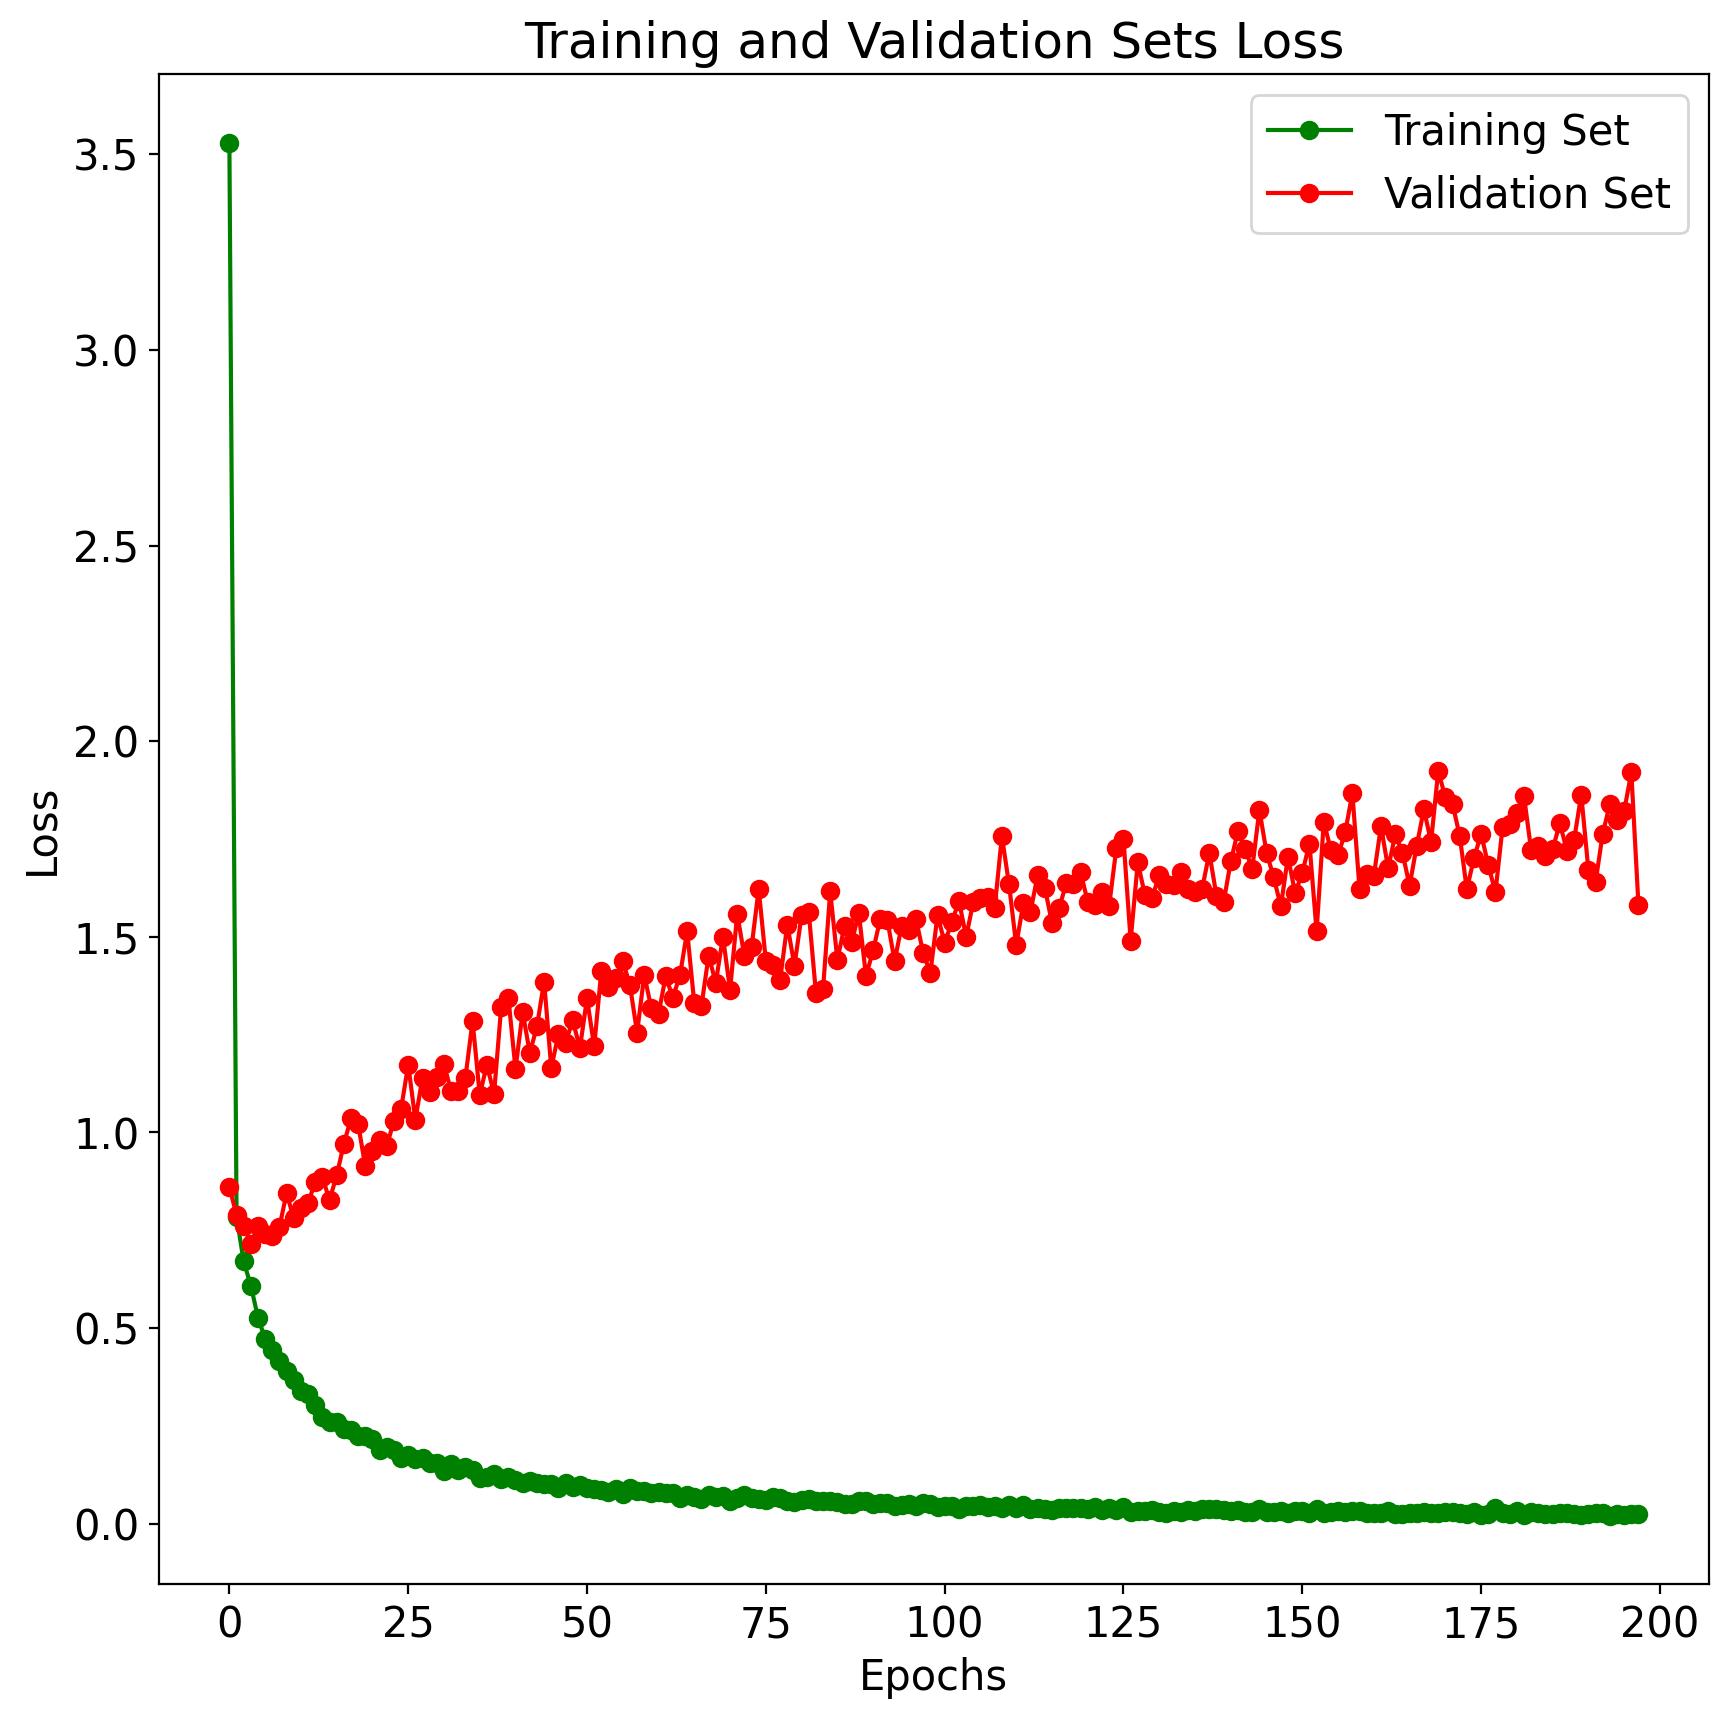 Training and Validation Sets Loss
Training Set
Validation Set
3.5
3.0
2.5
2.0
1.5
1.0
0.5
0.0
Loss
0 25 50 75 100 125 150 175 200
Epochs